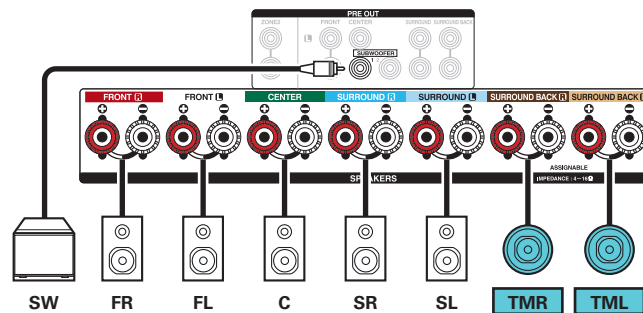 PRE OUT
ZONE2 FRONT CENTER SURROUND SURROUND BACK
L
SUBWOOFER
1 2
FRONT R FRONT L CENTER SURROUND R SURROUND L SURROUND BACK R SURROUND BACK
ASSIGNABLE
SPEAKERS IMPEDANCE : 4~16Ω
SW FR FL C SR SL TMR TML